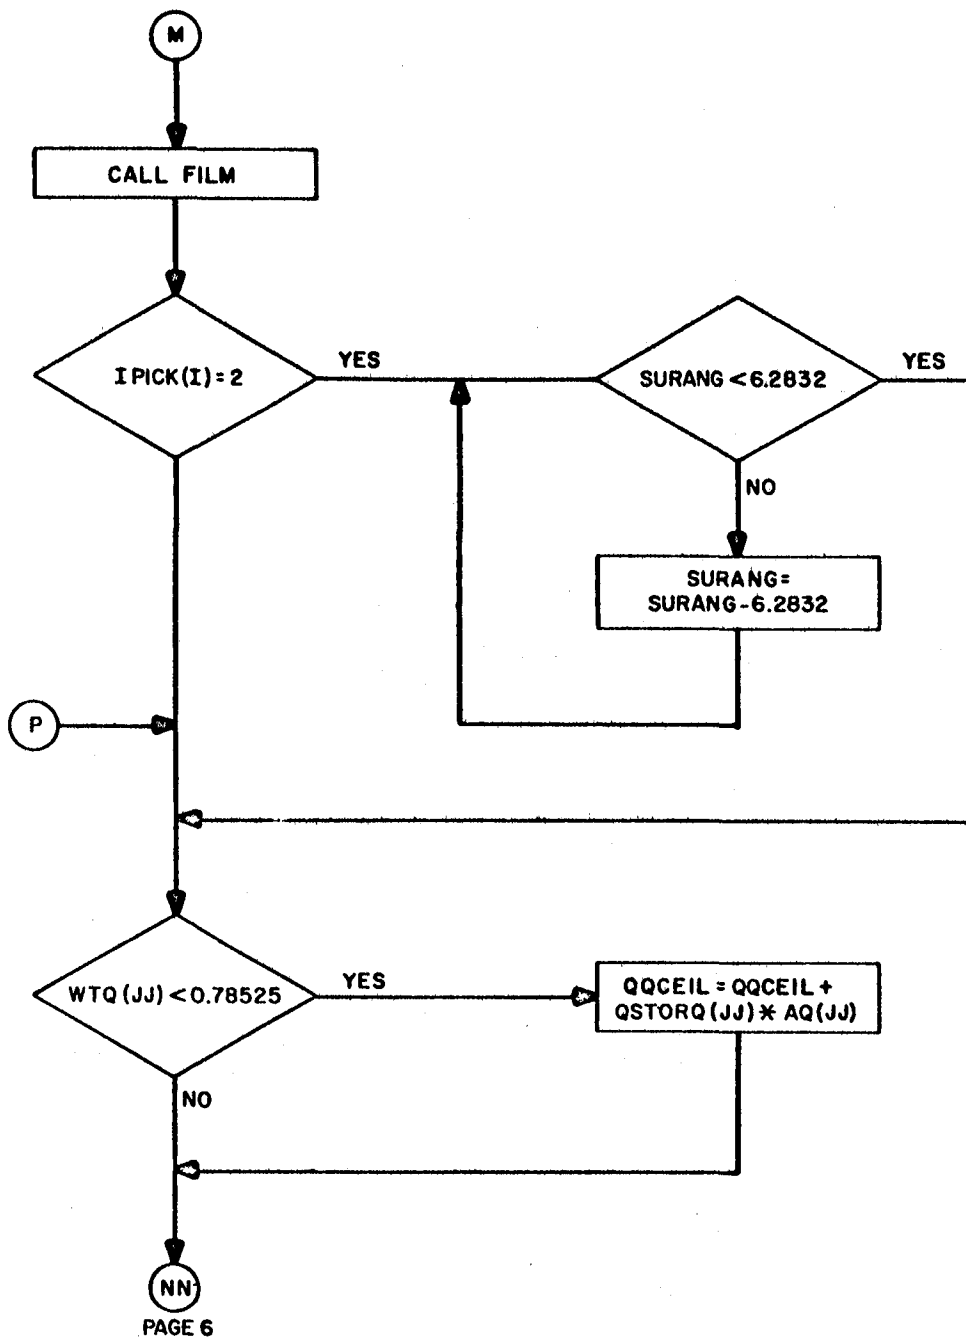 M
CALL FILM
IPICK(I)=2
YES
SURANG<6.2832
YES
NO
SURANG=
SURANG-6.2832
P
WTQ(JJ)<0.78525
YES
QQCEIL=QQCEIL+
QSTORQ(JJ)* AQ(JJ)
NO
NN
PAGE 6